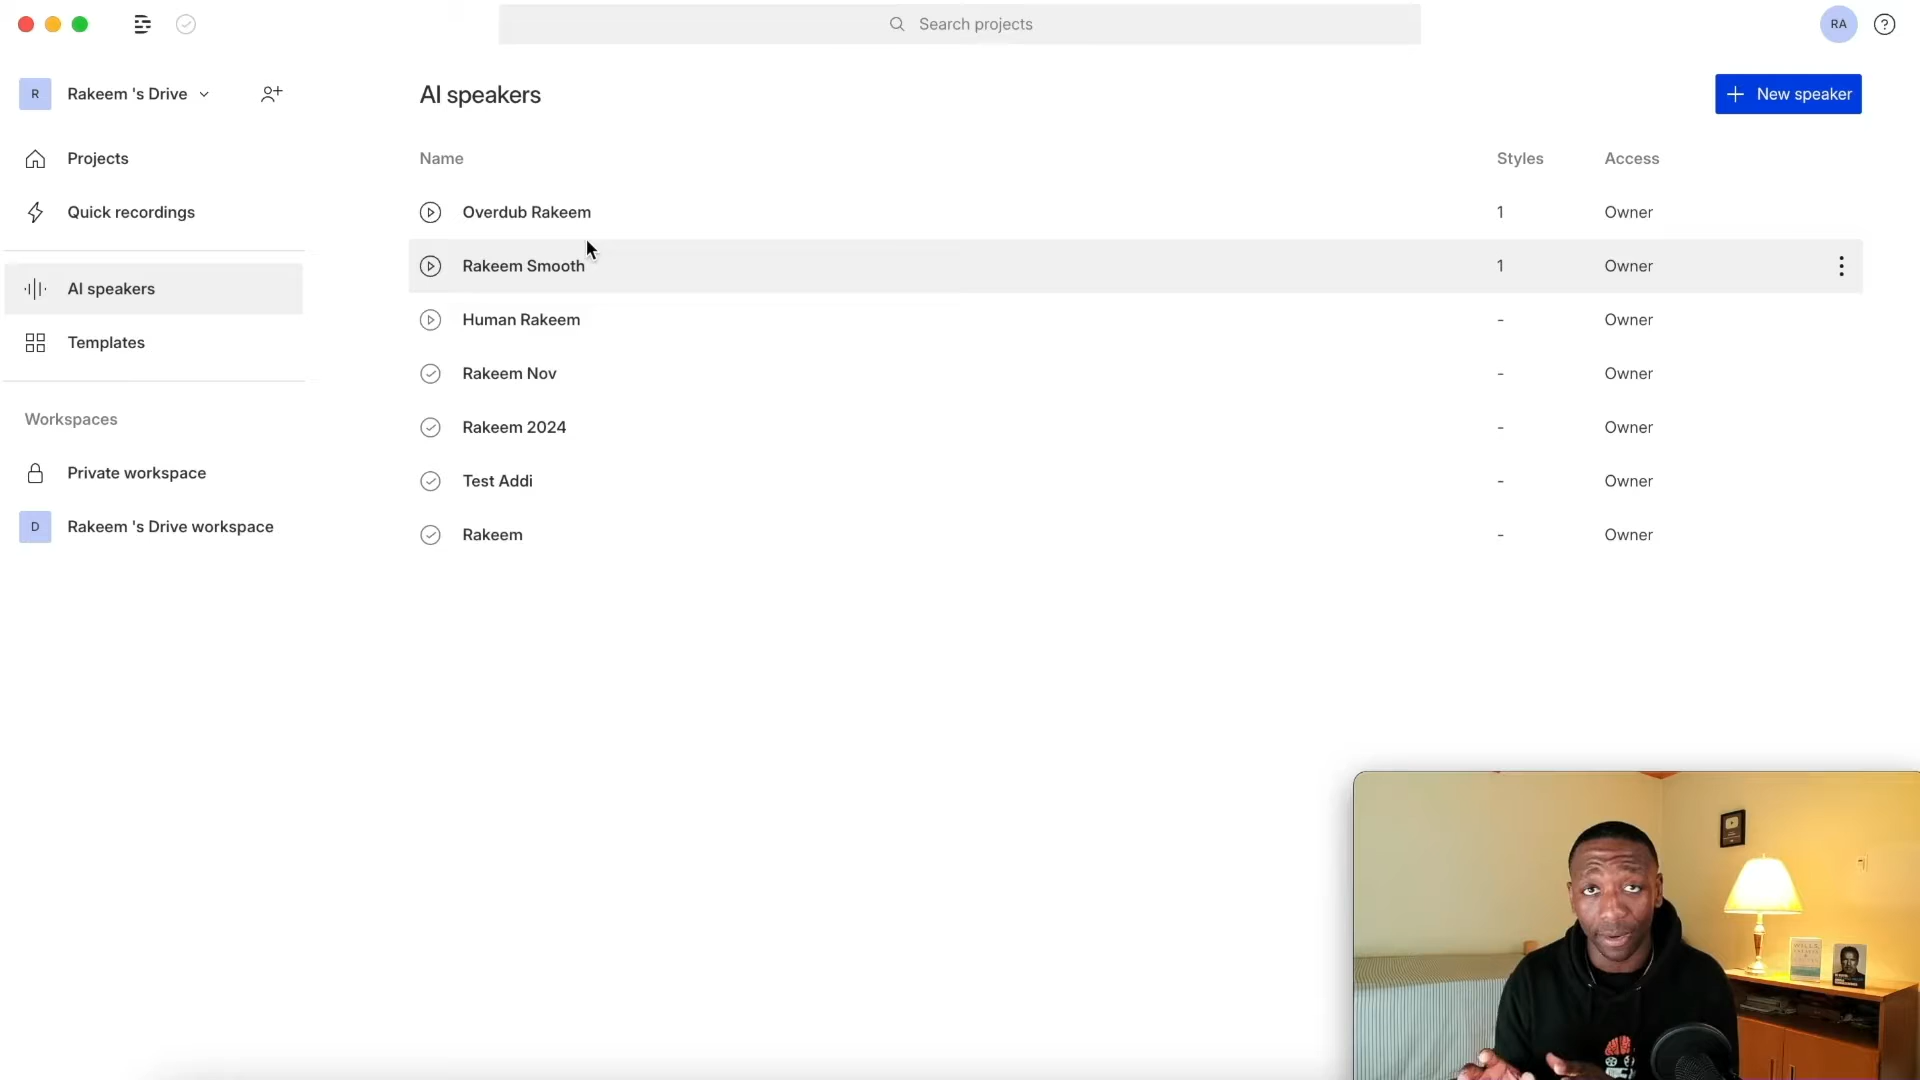 Search projects
RA
R
Rakeem 's Drive
AI speakers
New speaker
Projects
Quick recordings
AI speakers
Templates
Workspaces
Private workspace
D
Rakeem 's Drive workspace
Name
Styles
Access
Overdub Rakeem
1
Owner
Rakeem Smooth
1
Owner
Human Rakeem
-
Owner
Rakeem Nov
-
Owner
Rakeem 2024
-
Owner
Test Addi
-
Owner
Rakeem
-
Owner